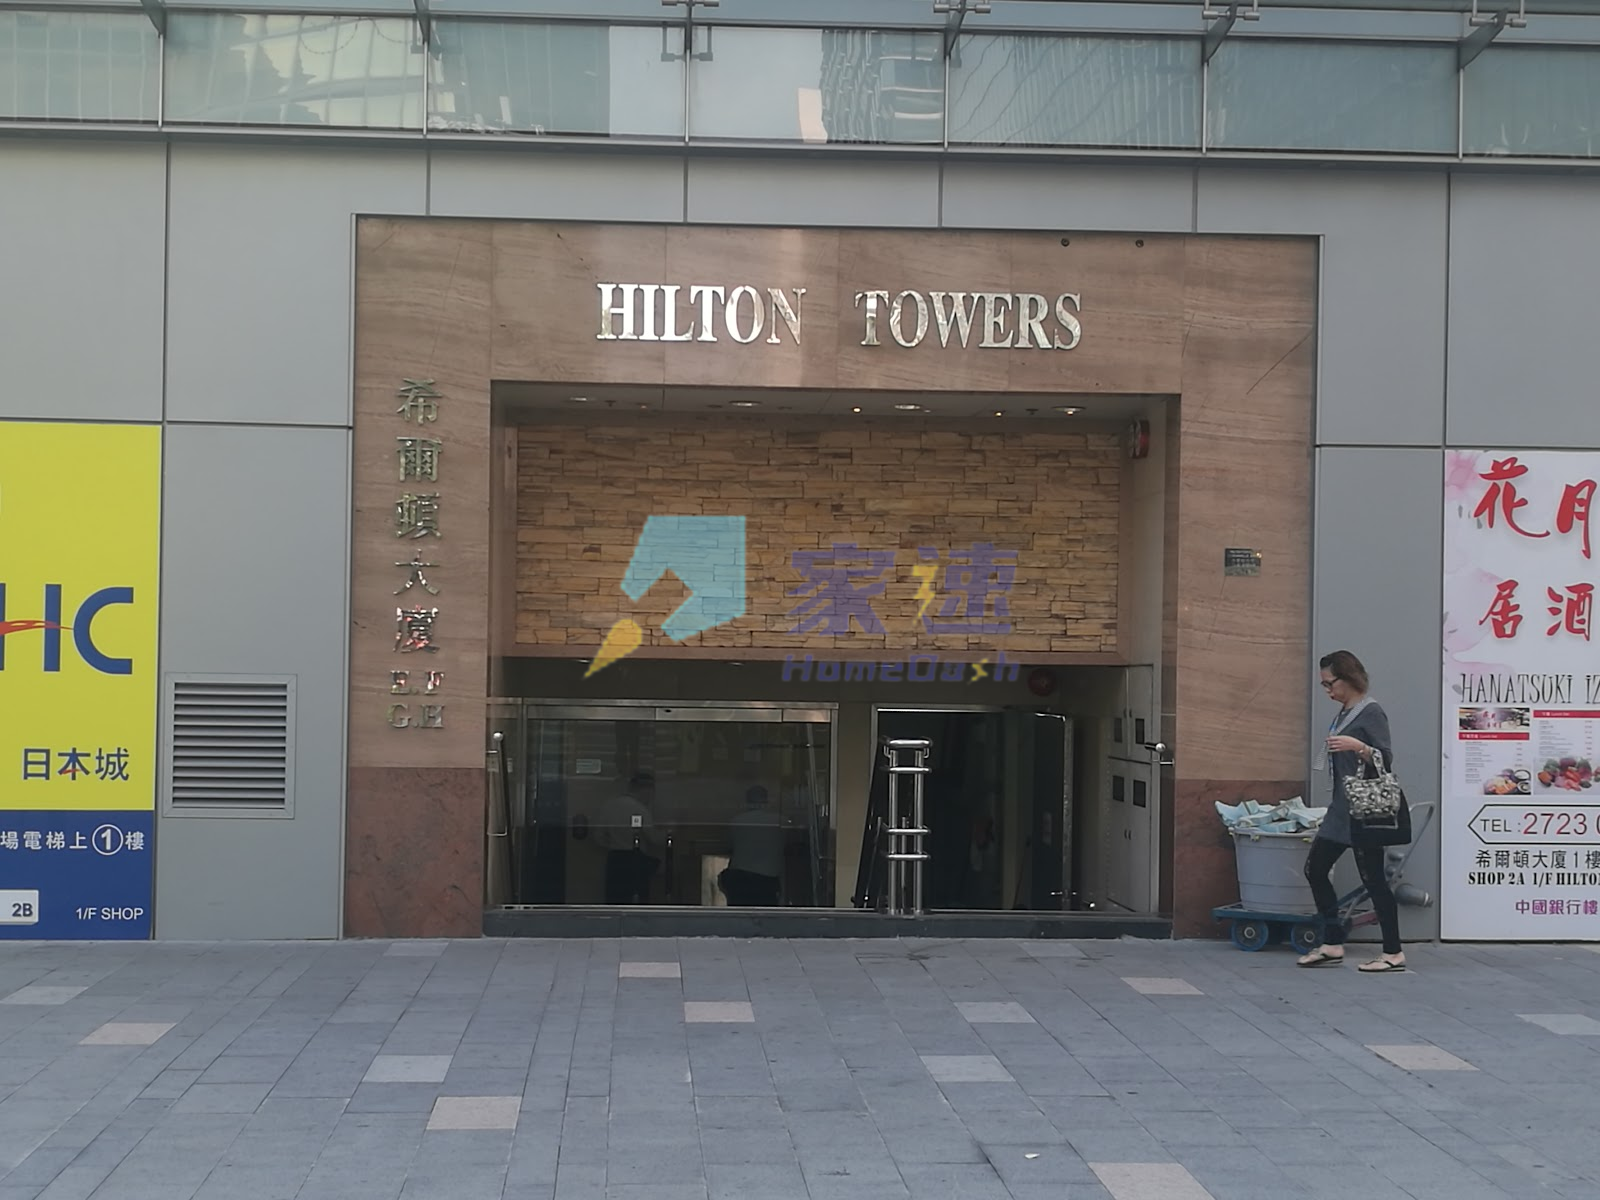 HILTON TOWERS
希爾頓大廈
E.F
G.H
家速
HomeDash
HC
日本城
場電梯上①樓
2B
1/F SHOP
花月
居酒
HANATSUKI IZ
TEL:2723
希爾頓大廈1樓
SHOP 2A 1/F HILTO
中國銀行樓